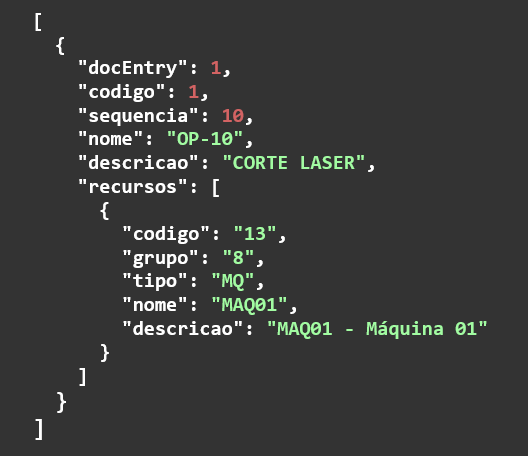 [
  {
    "docEntry": 1,
    "codigo": 1,
    "sequencia": 10,
    "nome": "OP-10",
    "descricao": "CORTE LASER",
    "recursos": [
      {
        "codigo": "13",
        "grupo": "8",
        "tipo": "MQ",
        "nome": "MAQ01",
        "descricao": "MAQ01 - Máquina 01"
      }
    ]
  }
]